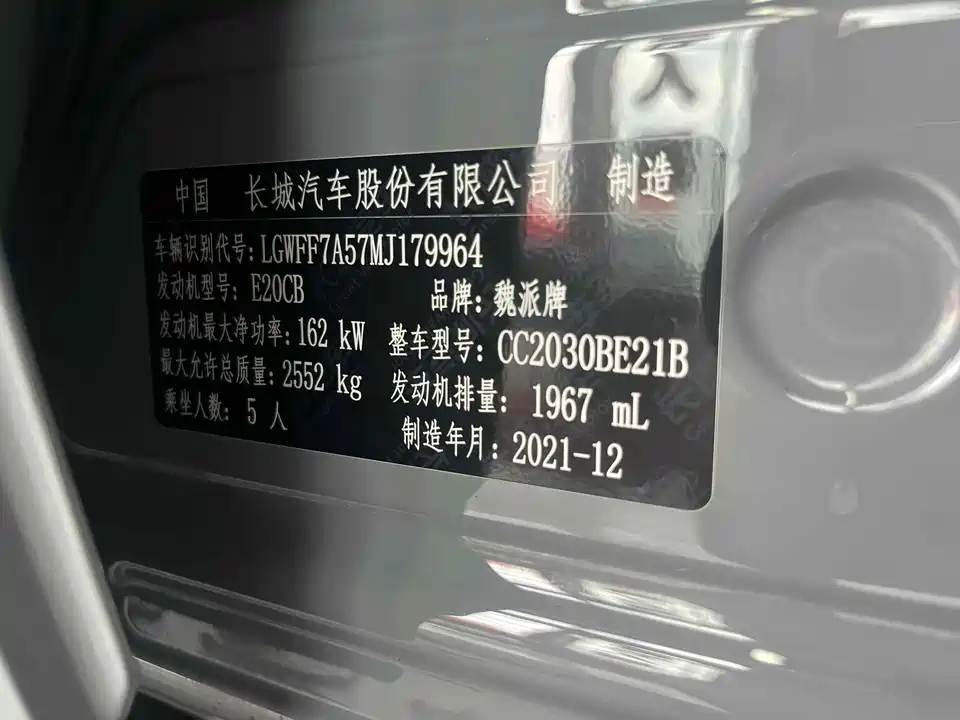 入
中国 长城汽车股份有限公司 制造
车辆识别代号: LGWFF7A57MJ179964
发动机型号: E20CB 品牌: 魏派牌
发动机最大净功率: 162 kW 整车型号: CC2030BE21B
最大允许总质量: 2552 kg 发动机排量: 1967 mL
乘坐人数: 5 人 制造年月: 2021-12